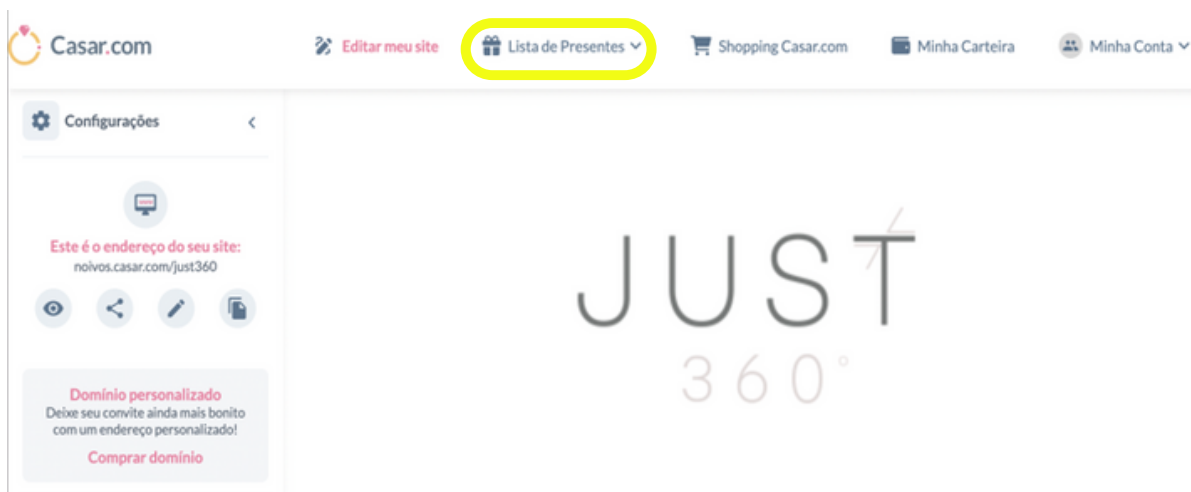 Casar.com
Editar meu site
Lista de Presentes
Shopping Casar.com
Minha Carteira
Minha Conta
Configurações
Este é o endereço do seu site:
noivos.casar.com/just360
Domínio personalizado
Deixe seu convite ainda mais bonito
com um endereço personalizado!
Comprar domínio
JUST
360°